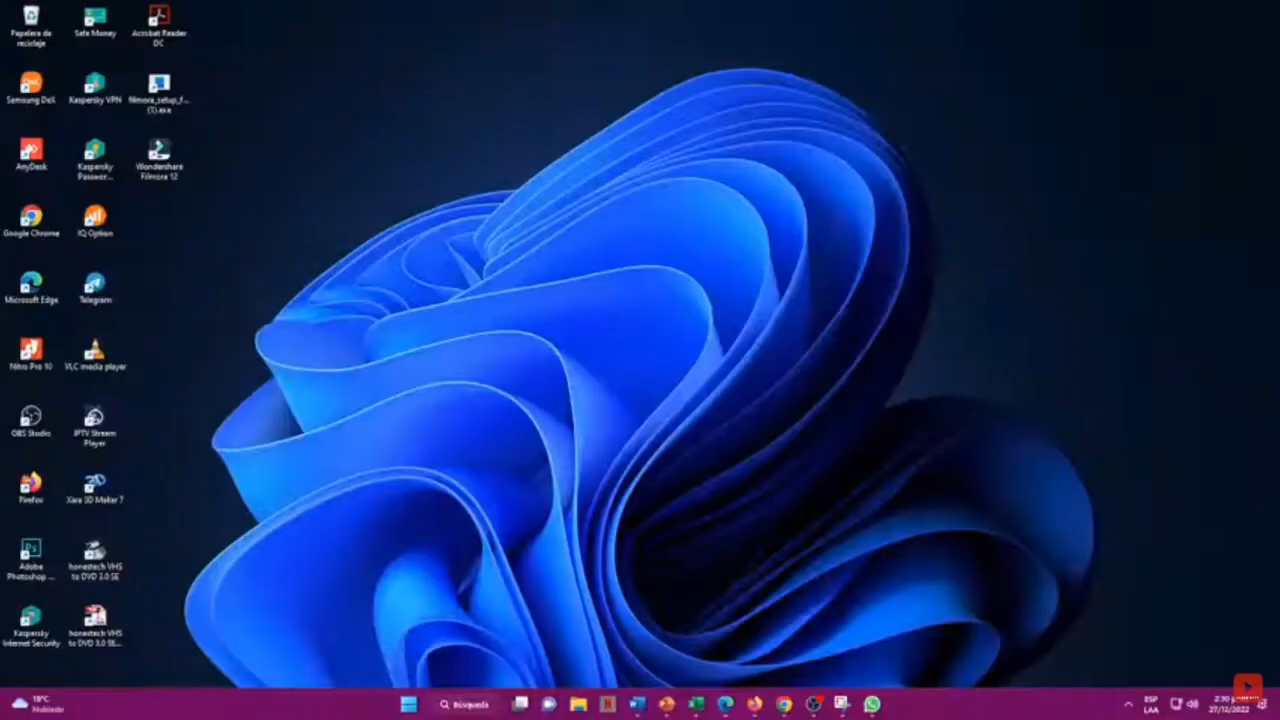 Papelera de
reciclaje
Safe Money
Acrobat Reader
DC
Samsung DeX
Kaspersky VPN
filmora_setup_f...
(1).exe
AnyDesk
Kaspersky
Passwor...
Wondershare
Filmora 12
Google Chrome
IQ Option
Microsoft Edge
Telegram
Nitro Pro 10
VLC media player
OBS Studio
IPTV Stream
Player
Firefox
Xara 3D Maker 7
Adobe
Photoshop ...
honestech VHS
to DVD 3.0 SE
Kaspersky
Internet Security
honestech VHS
to DVD 3.0 SE...
19°C
Nublado
Búsqueda
ESP
LAA
2:30
27/12/2022